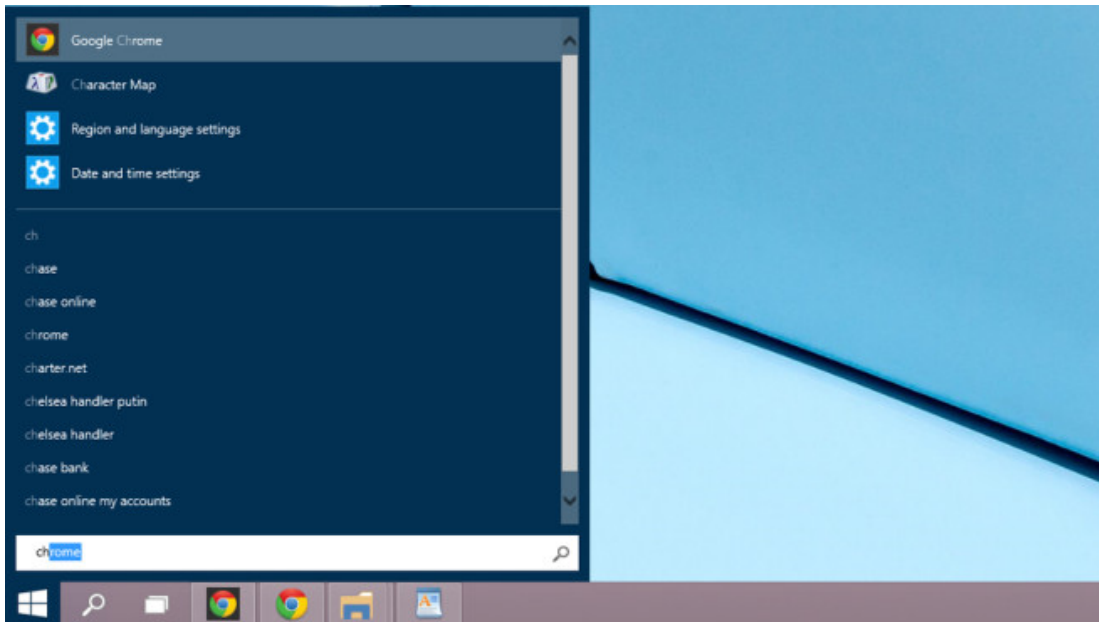 Google Chrome
Character Map
Region and language settings
Date and time settings
ch
chase
chase online
chrome
charter.net
chelsea handler putin
chelsea handler
chase bank
chase online my accounts
chrome